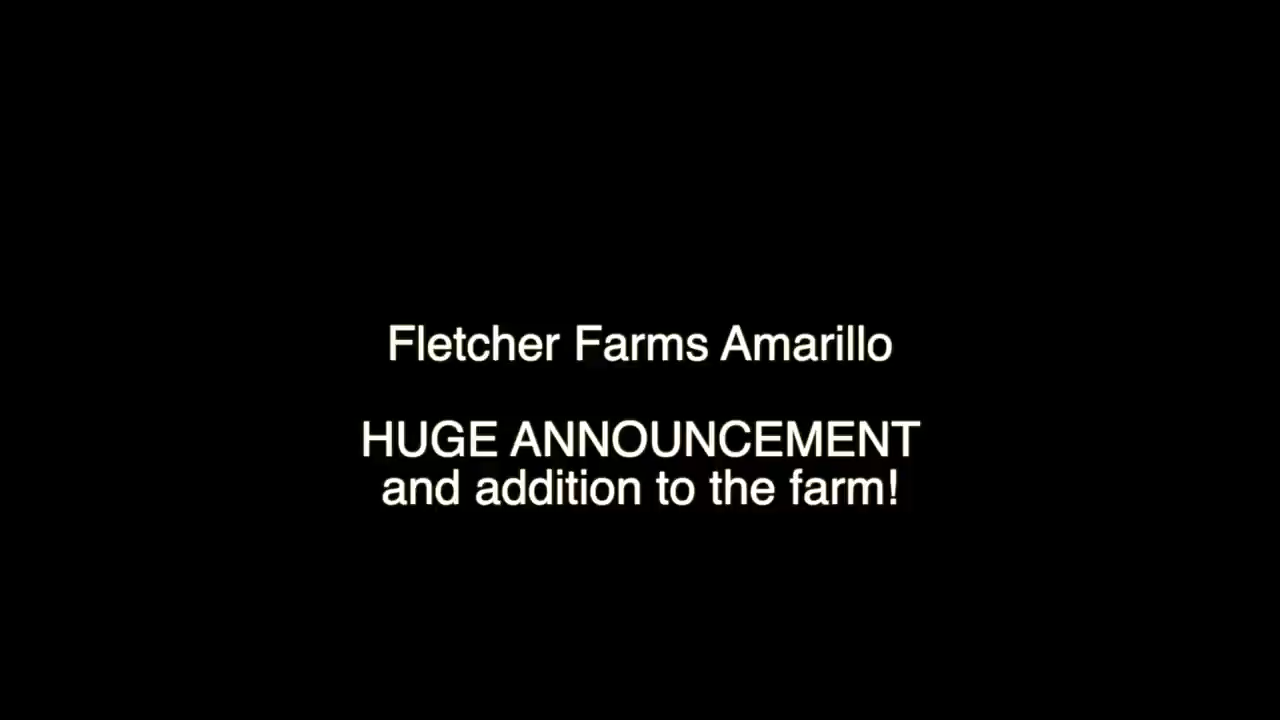 Fletcher Farms Amarillo
HUGE ANNOUNCEMENT
and addition to the farm!